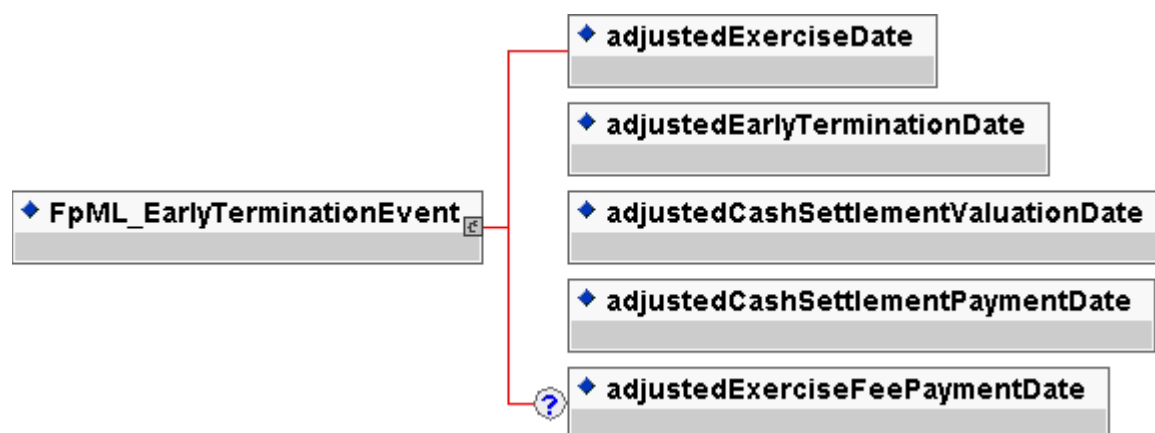 adjustedExerciseDate
adjustedEarlyTerminationDate
FpML_EarlyTerminationEvent
adjustedCashSettlementValuationDate
adjustedCashSettlementPaymentDate
?
adjustedExerciseFeePaymentDate